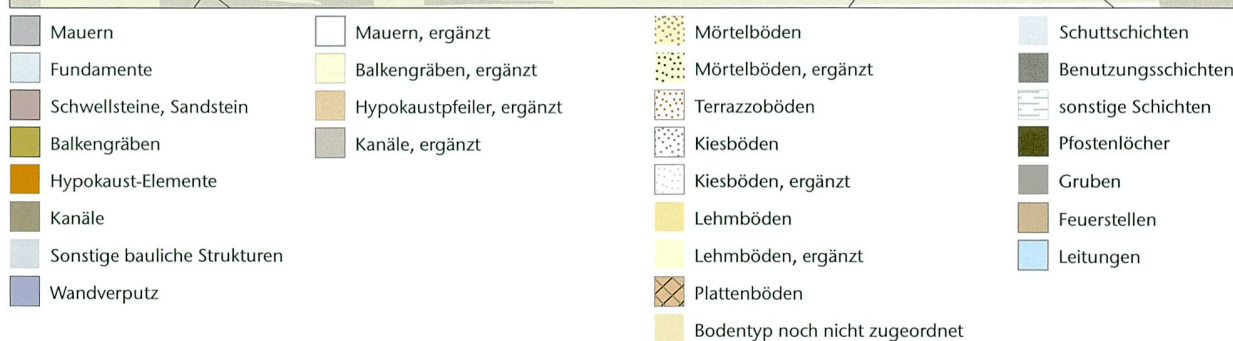 Mauern
Fundamente
Schwellsteine, Sandstein
Balkengräben
Hypokaust-Elemente
Kanäle
Sonstige bauliche Strukturen
Wandverputz
Mauern, ergänzt
Balkengräben, ergänzt
Hypokaustpfeiler, ergänzt
Kanäle, ergänzt
Mörtelböden
Mörtelböden, ergänzt
Terrazzoböden
Kiesböden
Kiesböden, ergänzt
Lehmböden
Lehmböden, ergänzt
Plattenböden
Bodentyp noch nicht zugeordnet
Schuttschichten
Benutzungsschichten
sonstige Schichten
Pfostenlöcher
Gruben
Feuerstellen
Leitungen